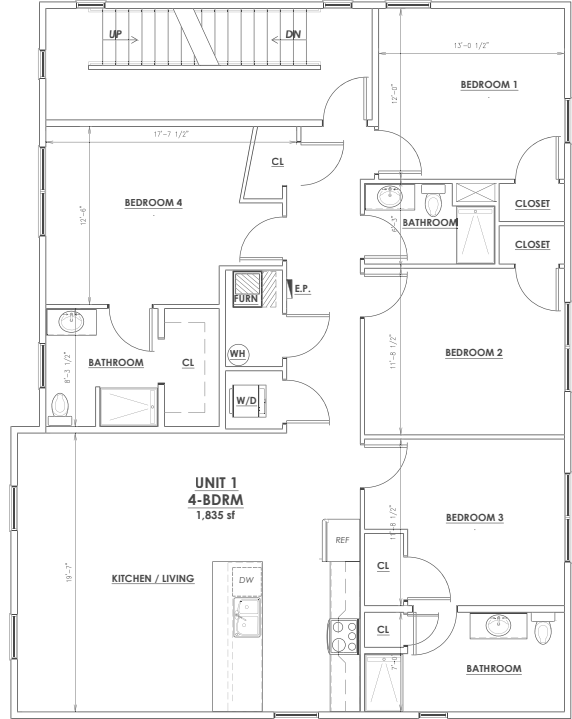 UP
DN
13'-0 1/2"
BEDROOM 1
12'-0"
17'-7 1/2"
CL
BEDROOM 4
12'-6"
CLOSET
BATHROOM
CLOSET
E.P.
FURN
WH
W/D
BEDROOM 2
11'-8 1/2"
BATHROOM
CL
8'-3 1/2"
UNIT 1
4-BDRM
1,835 sf
BEDROOM 3
11'-8 1/2"
REF
CL
KITCHEN / LIVING
DW
19'-7"
CL
BATHROOM
7'-0"